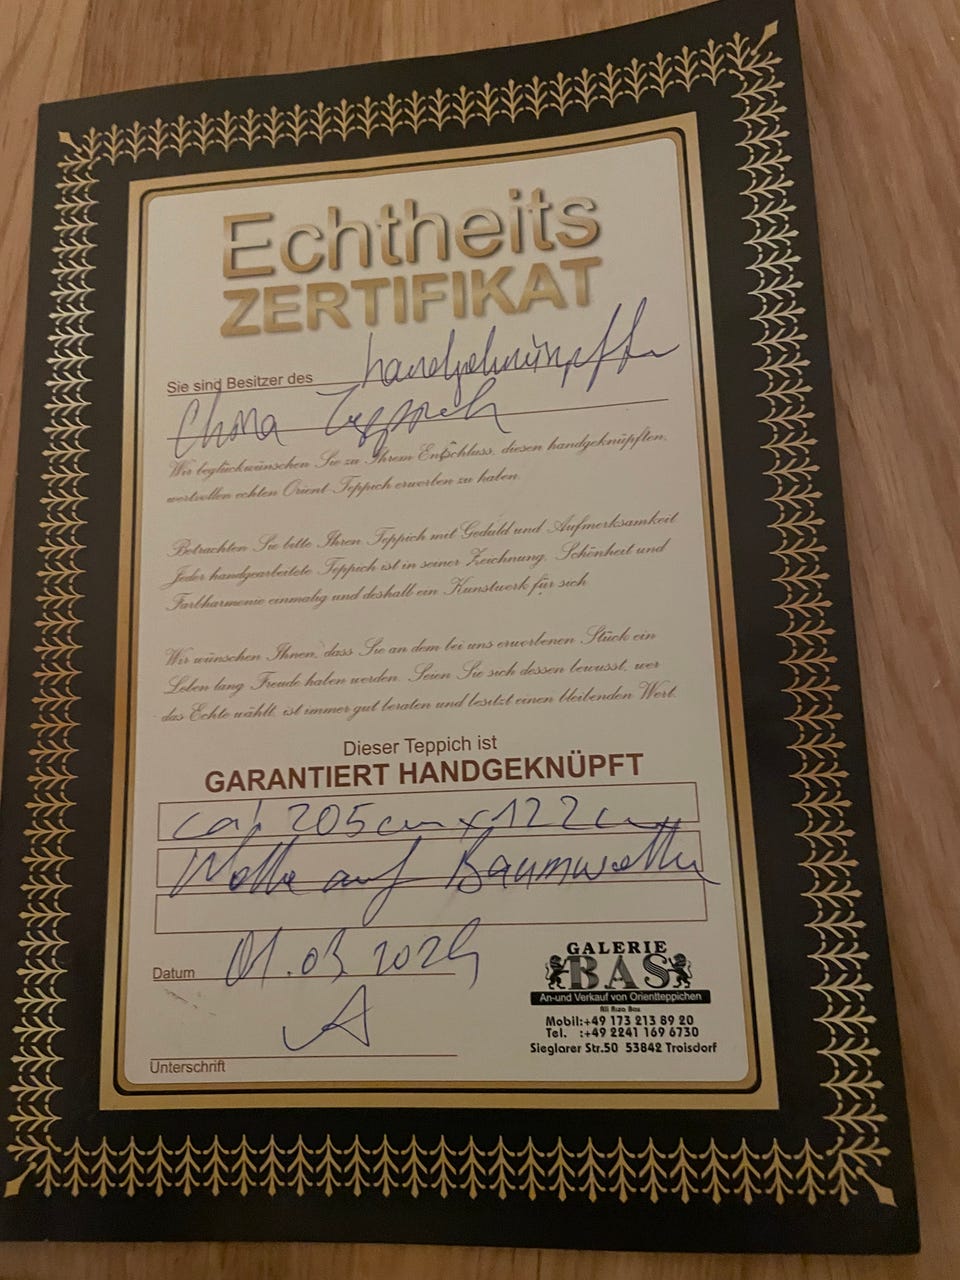 Echtheits
ZERTIFIKAT
Sie sind Besitzer des handgeknüpfte
China Teppich
Wir beglückwünschen Sie zu Ihrem Entschluss, diesen handgeknüpften,
wertvollen echten Orient-Teppich erworben zu haben.
Betrachten Sie bitte Ihren Teppich mit Geduld und Aufmerksamkeit
Jeder handgearbeitete Teppich ist in seiner Zeichnung, Schönheit und
Farbharmonie einmalig und deshalb ein Kunstwerk für sich.
Wir wünschen Ihnen, dass Sie an dem bei uns erworbenen Stück ein
Leben lang Freude haben werden. Seien Sie sich dessen bewusst, wer
das Echte wählt, ist immer gut beraten und besitzt einen bleibenden Wert.
Dieser Teppich ist
GARANTIERT HANDGEKNÜPFT
ca. 205cm x 122cm
Wolle auf Baumwolle
Datum 01.03.2024
Unterschrift
GALERIE
BAS
An-und Verkauf von Orientteppichen
Ali Riza Bas
Mobil:+49 173 213 89 20
Tel. :+49 2241 169 6730
Sieglarer Str.50 53842 Troisdorf